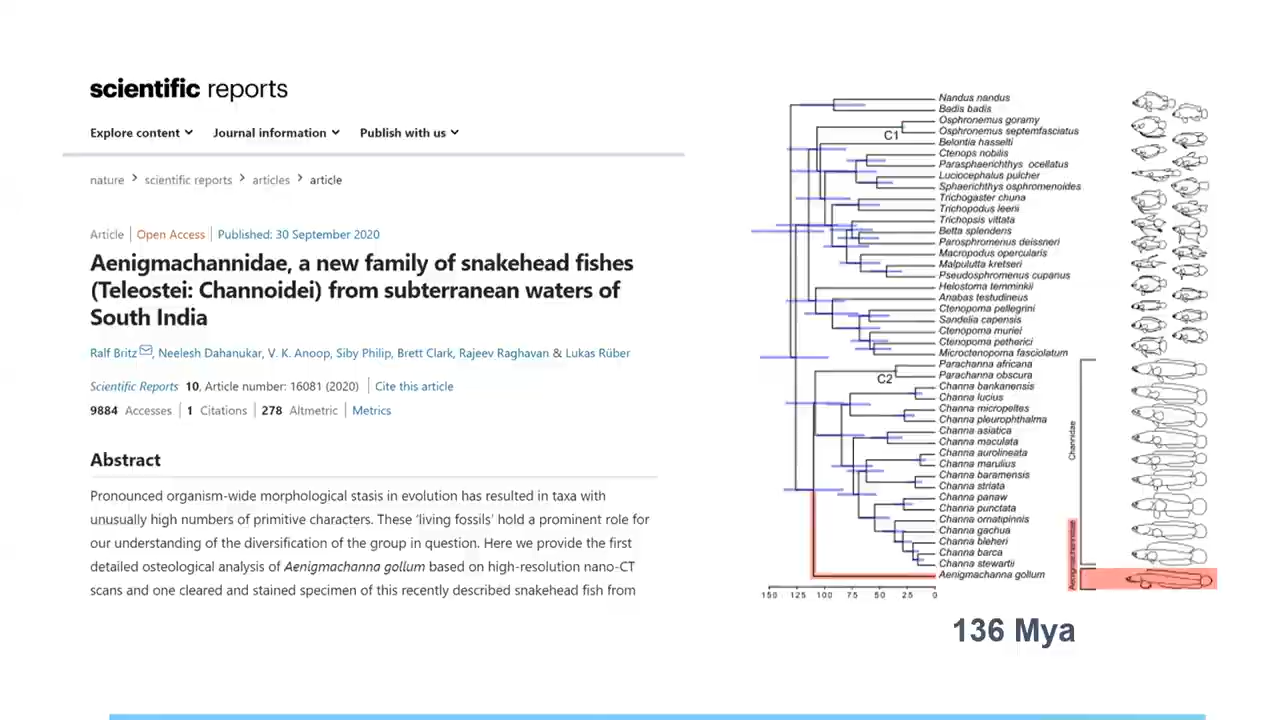 scientific reports
Explore content Journal information Publish with us
nature > scientific reports > articles > article
Article | Open Access | Published: 30 September 2020
Aenigmachannidae, a new family of snakehead fishes
(Teleostei: Channoidei) from subterranean waters of
South India
Ralf Britz, Neelesh Dahanukar, V. K. Anoop, Siby Philip, Brett Clark, Rajeev Raghavan & Lukas Rüber
Scientific Reports 10, Article number: 16081 (2020) | Cite this article
9884 Accesses | 1 Citations | 278 Altmetric | Metrics
Abstract
Pronounced organism-wide morphological stasis in evolution has resulted in taxa with
unusually high numbers of primitive characters. These ‘living fossils’ hold a prominent role for
our understanding of the diversification of the group in question. Here we provide the first
detailed osteological analysis of Aenigmachanna gollum based on high-resolution nano-CT
scans and one cleared and stained specimen of this recently described snakehead fish from
Nandus nandus
Badis badis
Osphronemus goramy
C1
Osphronemus septemfasciatus
Belontia hasselti
Ctenops nobilis
Parasphaerichthys ocellatus
Luciocephalus pulcher
Sphaerichthys osphromenoides
Trichogaster chuna
Trichopodus leerii
Trichopsis vittata
Betta splendens
Parosphromenus deissneri
Macropodus opercularis
Malpulutta kretseri
Pseudosphromenus cupanus
Helostoma temminkii
Anabas testudineus
Ctenopoma pellegrini
Sandelia capensis
Ctenopoma muriei
Ctenopoma petherici
Microctenopoma fasciolatum
Parachanna africana
C2
Parachanna obscura
Channa bankanensis
Channa lucius
Channa micropeltes
Channa pleurophthalma
Channa asiatica
Channa maculata
Channa aurolineata
Channa marulius
Channa baramensis
Channa striata
Channa panaw
Channa punctata
Channa ornatipinnis
Channa gachua
Channa bleheri
Channa barca
Channa stewartii
Aenigmachanna gollum
Channidae
Aenigmachannidae
150 125 100 75 50 25 0
136 Mya